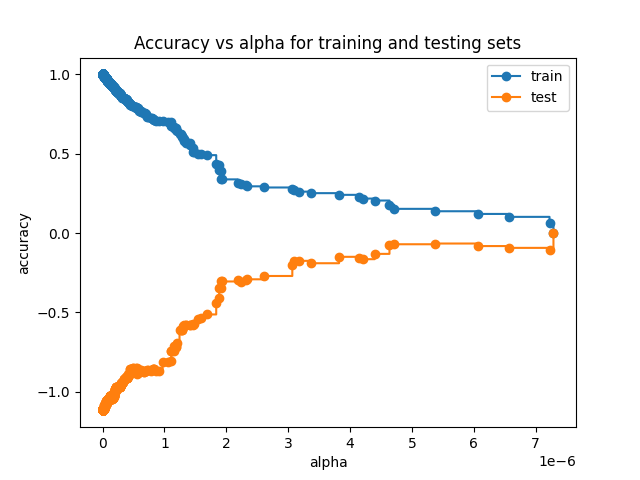 Accuracy vs alpha for training and testing sets
train
test
accuracy
1.0
0.5
0.0
−0.5
−1.0
0 1 2 3 4 5 6 7
1e−6
alpha